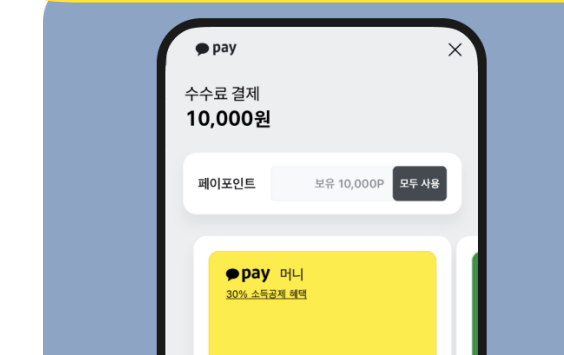 pay
수수료 결제
10,000원
페이포인트 보유 10,000P 모두 사용
pay 머니
30% 소득공제 혜택